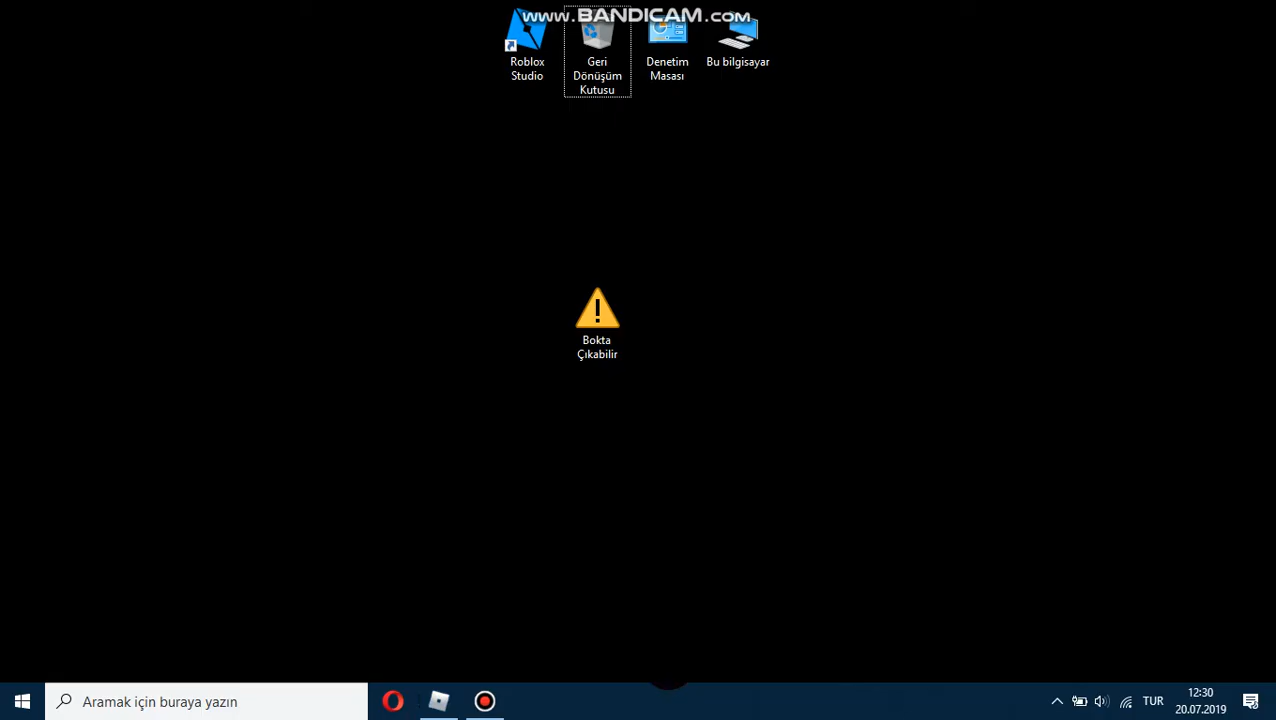 www.BANDICAM.com
Roblox
Studio
Geri
Dönüşüm
Kutusu
Denetim
Masası
Bu bilgisayar
Bokta
Çıkabilir
Aramak için buraya yazın
TUR
12:30
20.07.2019